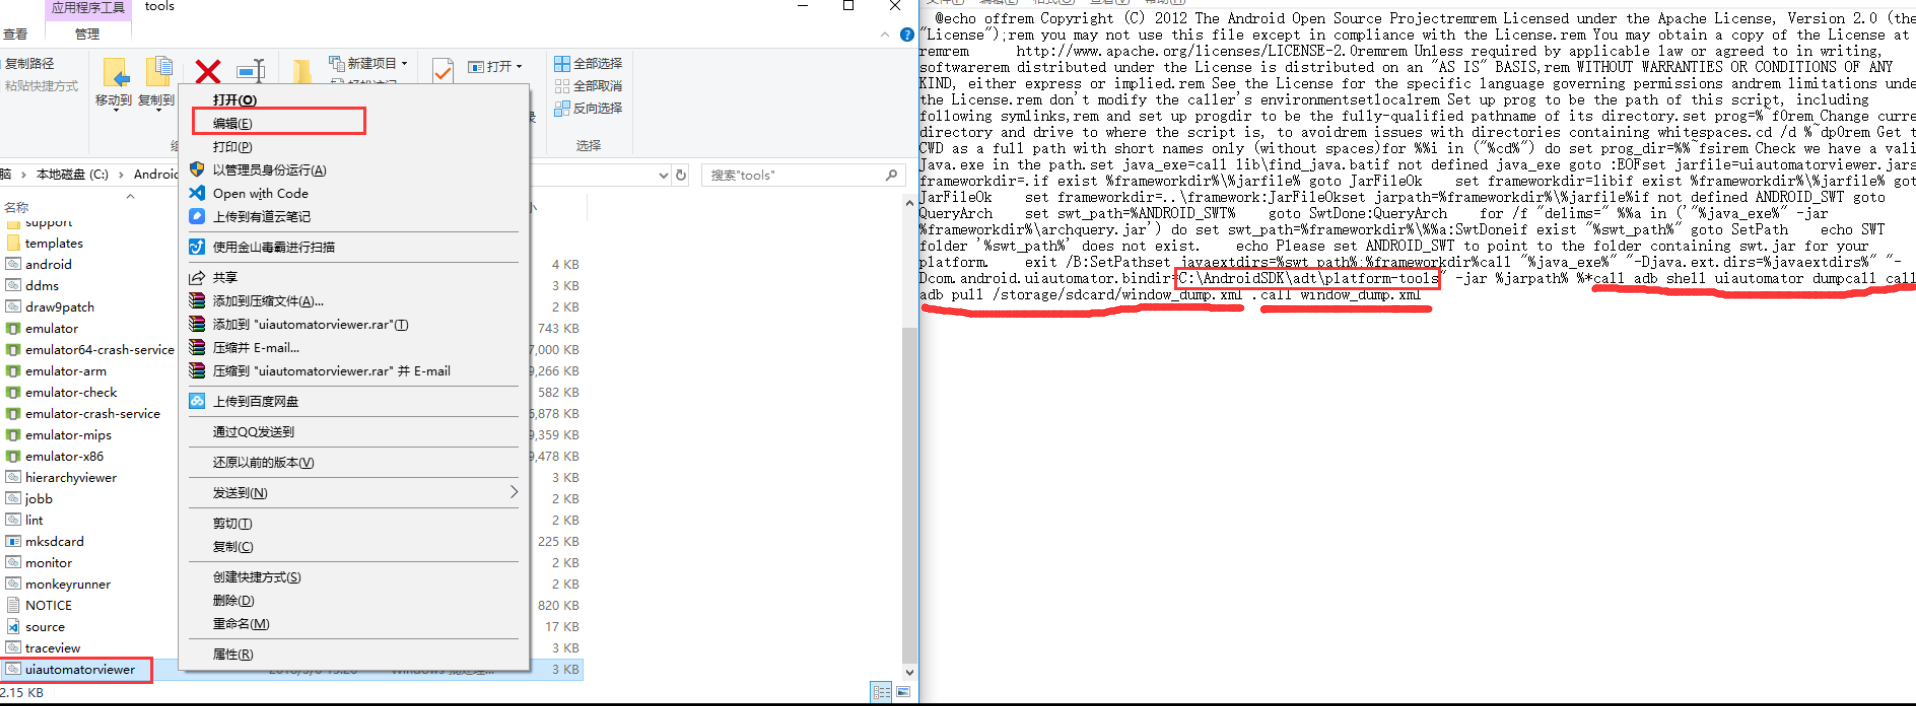 应用程序工具 tools
查看 管理
复制路径
粘贴快捷方式
移动到 复制到
新建项目
打开
全部选择
全部取消
反向选择
选择
脑 › 本地磁盘 (C:) › Androi
搜索"tools"
名称
support
templates
android 4 KB
ddms 3 KB
draw9patch 2 KB
emulator 743 KB
emulator64-crash-service 7,000 KB
emulator-arm 9,266 KB
emulator-check 582 KB
emulator-crash-service 5,878 KB
emulator-mips 9,359 KB
emulator-x86 9,478 KB
hierarchyviewer 3 KB
jobb 2 KB
lint 2 KB
mksdcard 225 KB
monitor 2 KB
monkeyrunner 2 KB
NOTICE 820 KB
source 17 KB
traceview 3 KB
uiautomatorviewer 3 KB
2.15 KB
打开(O)
编辑(E)
打印(P)
以管理员身份运行(A)
Open with Code
上传到有道云笔记
使用金山毒霸进行扫描
共享
添加到压缩文件(A)...
添加到 "uiautomatorviewer.rar"(T)
压缩并 E-mail...
压缩到 "uiautomatorviewer.rar" 并 E-mail
上传到百度网盘
通过QQ发送到
还原以前的版本(V)
发送到(N)
剪切(T)
复制(C)
创建快捷方式(S)
删除(D)
重命名(M)
属性(R)
@echo offrem Copyright (C) 2012 The Android Open Source Projectremrem Licensed under the Apache License, Version 2.0 (the
"License");rem you may not use this file except in compliance with the License.rem You may obtain a copy of the License at
remrem http://www.apache.org/licenses/LICENSE-2.0remrem Unless required by applicable law or agreed to in writing,
softwarerem distributed under the License is distributed on an "AS IS" BASIS,rem WITHOUT WARRANTIES OR CONDITIONS OF ANY
KIND, either express or implied.rem See the License for the specific language governing permissions andrem limitations unde
the License.rem don't modify the caller's environmentsetlocalrem Set up prog to be the path of this script, including
following symlinks,rem and set up progdir to be the fully-qualified pathname of its directory.set prog=%~f0rem Change curre
directory and drive to where the script is, to avoidrem issues with directories containing whitespaces.cd /d %~dp0rem Get t
CWD as a full path with short names only (without spaces)for %%i in ("%cd%") do set prog_dir=%%~fsirem Check we have a vali
Java.exe in the path.set java_exe=call lib\find_java.batif not defined java_exe goto :EOFset jarfile=uiautomatorviewer.jars
frameworkdir=.if exist %frameworkdir%\%jarfile% goto JarFileOk set frameworkdir=libif exist %frameworkdir%\%jarfile% got
JarFileOk set frameworkdir=..\framework:jarFileOkset jarpath=%frameworkdir%\%jarfile%if not defined ANDROID_SWT goto
QueryArch set swt_path=%ANDROID_SWT% goto SwtDone:QueryArch for /f "delims=" %%a in ('"%java_exe%" -jar
%frameworkdir%\archquery.jar') do set swt_path=%frameworkdir%\%%a:SwtDoneif exist "%swt_path%" goto SetPath echo SWT
folder '%swt_path%' does not exist. echo Please set ANDROID_SWT to point to the folder containing swt.jar for your
platform. exit /B:SetPathset javaextdirs=%swt_path%;%frameworkdir%call "%java_exe%" "-Djava.ext.dirs=%javaextdirs%" "-
Dcom.android.uiautomator.bindir=C:\AndroidSDK\adt\platform-tools" -jar %jarpath% %*call adb shell uiautomator dumpcall call
adb pull /storage/sdcard/window_dump.xml .call window_dump.xml